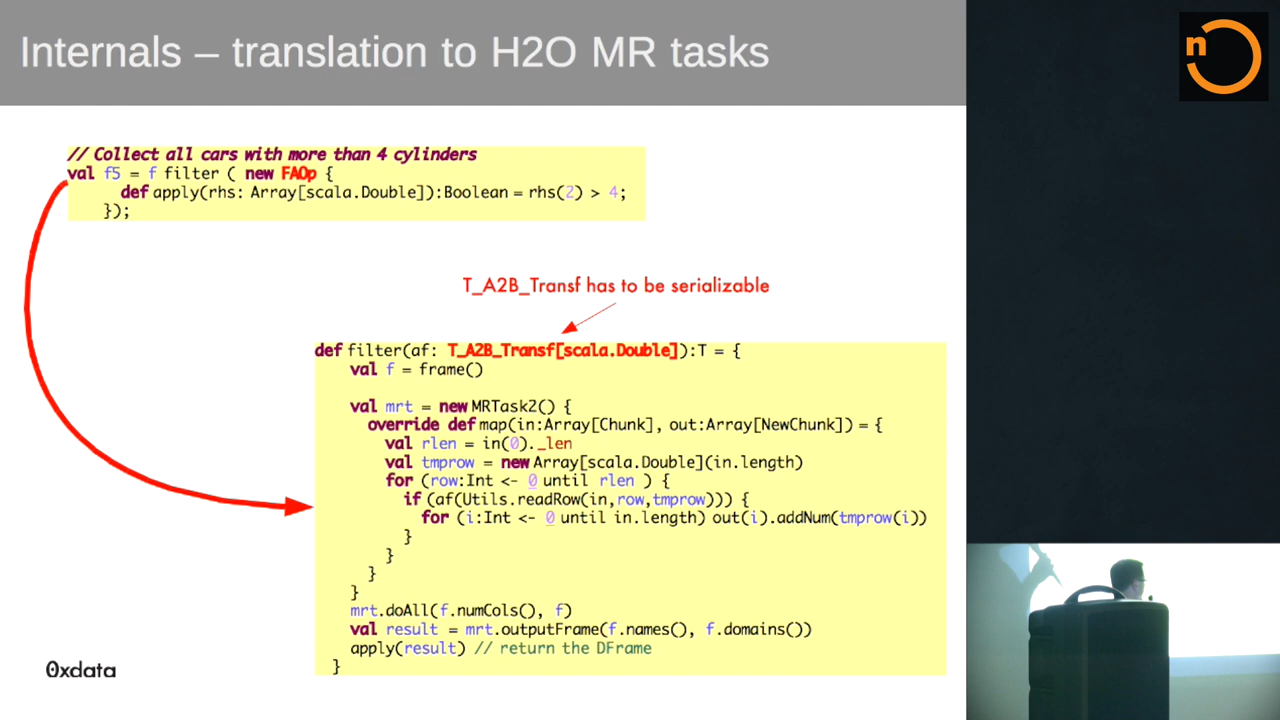 Internals – translation to H2O MR tasks
n
// Collect all cars with more than 4 cylinders
val f5 = f filter ( new FAOp {
def apply(rhs: Array[scala.Double]):Boolean = rhs(2) > 4;
});
T_A2B_Transf has to be serializable
def filter(af: T_A2B_Transf[scala.Double]):T = {
val f = frame()
val mrt = new MRTask2() {
override def map(in:Array[Chunk], out:Array[NewChunk]) = {
val rlen = in(0)._len
val tmprow = new Array[scala.Double](in.length)
for (row:Int <- 0 until rlen ) {
if (af(Utils.readRow(in,row,tmprow))) {
for (i:Int <- 0 until in.length) out(i).addNum(tmprow(i))
}
}
}
}
mrt.doAll(f.numCols(), f)
val result = mrt.outputFrame(f.names(), f.domains())
apply(result) // return the DFrame
}
0xdata